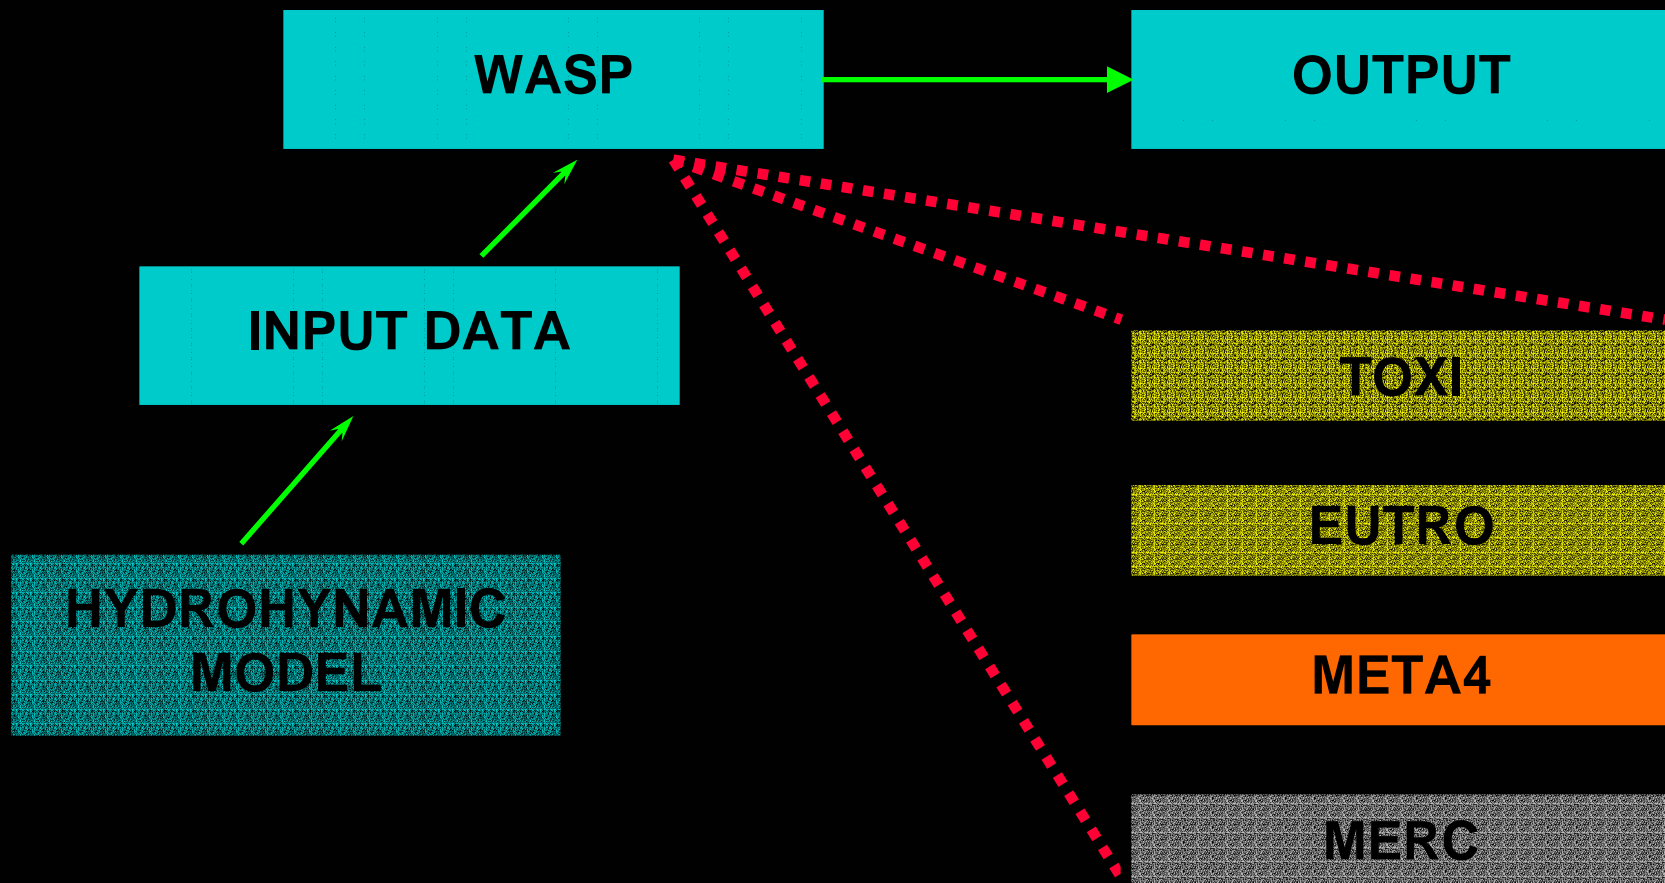 WASP
OUTPUT
INPUT DATA
TOXI
EUTRO
HYDROHYNAMIC
MODEL
META4
MERC